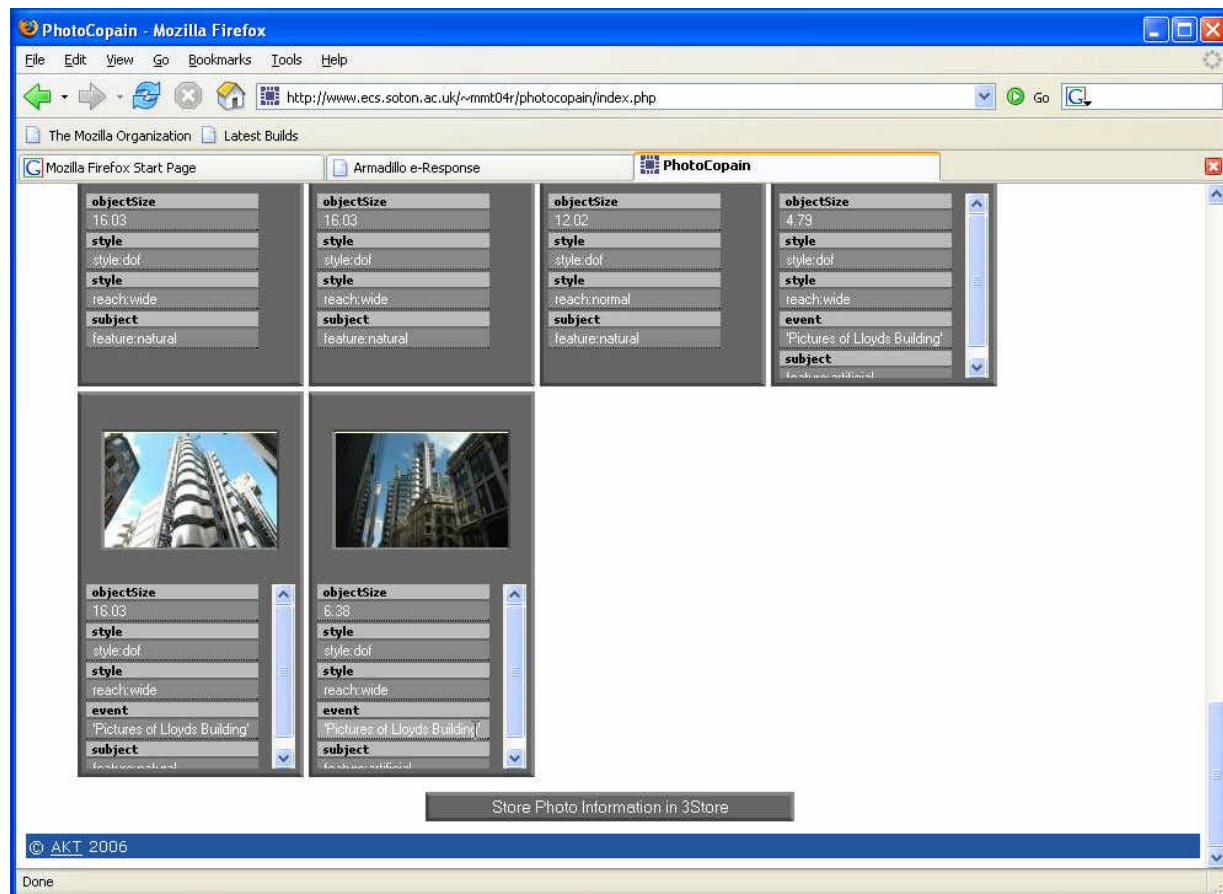 PhotoCopain - Mozilla Firefox
File Edit View Go Bookmarks Tools Help
http://www.ecs.soton.ac.uk/~mmt04r/photocopain/index.php Go
The Mozilla Organization Latest Builds
Mozilla Firefox Start Page Armadillo e-Response PhotoCopain
objectSize objectSize objectSize objectSize
16.03 16.03 12.02 4.79
style style style style
style:dof style:dof style:dof style:dof
style style style style
reach:wide reach:wide reach:normal reach:wide
subject subject subject event
feature:natural feature:natural feature:natural 'Pictures of Lloyds Building'
subject
feature:artificial
objectSize objectSize
16.03 6.38
style style
style:dof style:dof
style style
reach:wide reach:wide
event event
'Pictures of Lloyds Building' 'Pictures of Lloyds Building'
subject subject
feature:natural feature:artificial
Store Photo Information in 3Store
© AKT 2006
Done